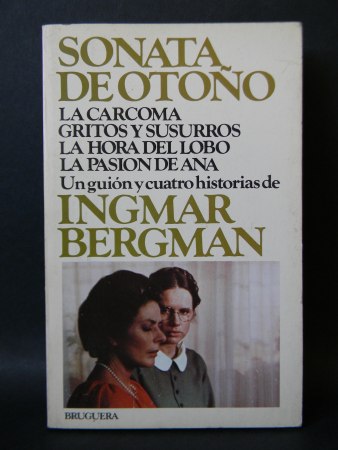 SONATA
DE OTOÑO
LA CARCOMA
GRITOS Y SUSURROS
LA HORA DEL LOBO
LA PASION DE ANA
Un guión y cuatro historias de
INGMAR
BERGMAN
BRUGUERA